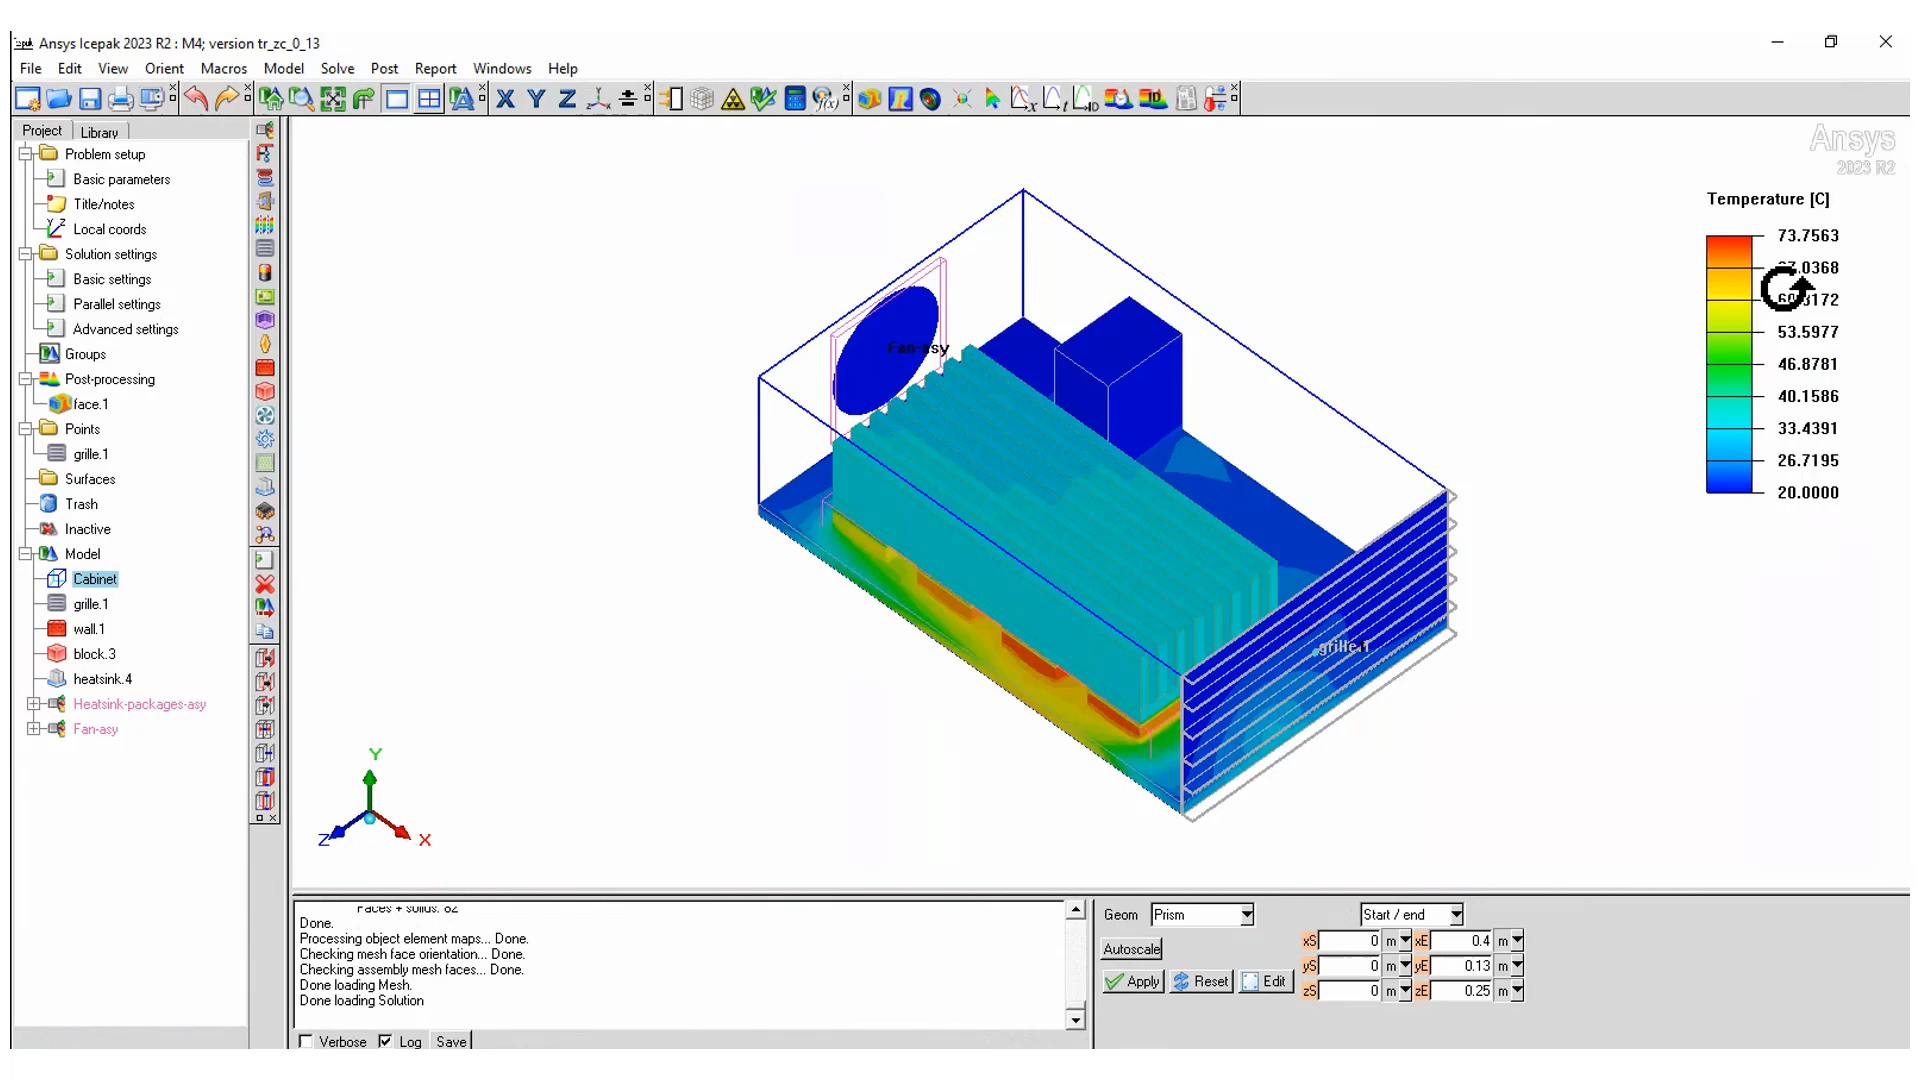 Ansys Icepak 2023 R2 : M4; version tr_zc_0_13
File Edit View Orient Macros Model Solve Post Report Windows Help
Project Library
Problem setup
Basic parameters
Title/notes
Local coords
Solution settings
Basic settings
Parallel settings
Advanced settings
Groups
Post-processing
face.1
Points
grille.1
Surfaces
Trash
Inactive
Model
Cabinet
grille.1
wall.1
block.3
heatsink.4
Heatsink-packages-asy
Fan-asy
Ansys
2023 R2
Temperature [C]
73.7563
53.5977
46.8781
40.1586
33.4391
26.7195
20.0000
Fan-asy
grille.1
Y
Z
X
Faces + solids: 82
Done.
Processing object element maps... Done.
Checking mesh face orientation... Done.
Checking assembly mesh faces... Done.
Done loading Mesh.
Done loading Solution
Verbose Log Save
Geom Prism Start / end
Autoscale
Apply Reset Edit
xS 0 m xE 0.4 m
yS 0 m yE 0.13 m
zS 0 m zE 0.25 m